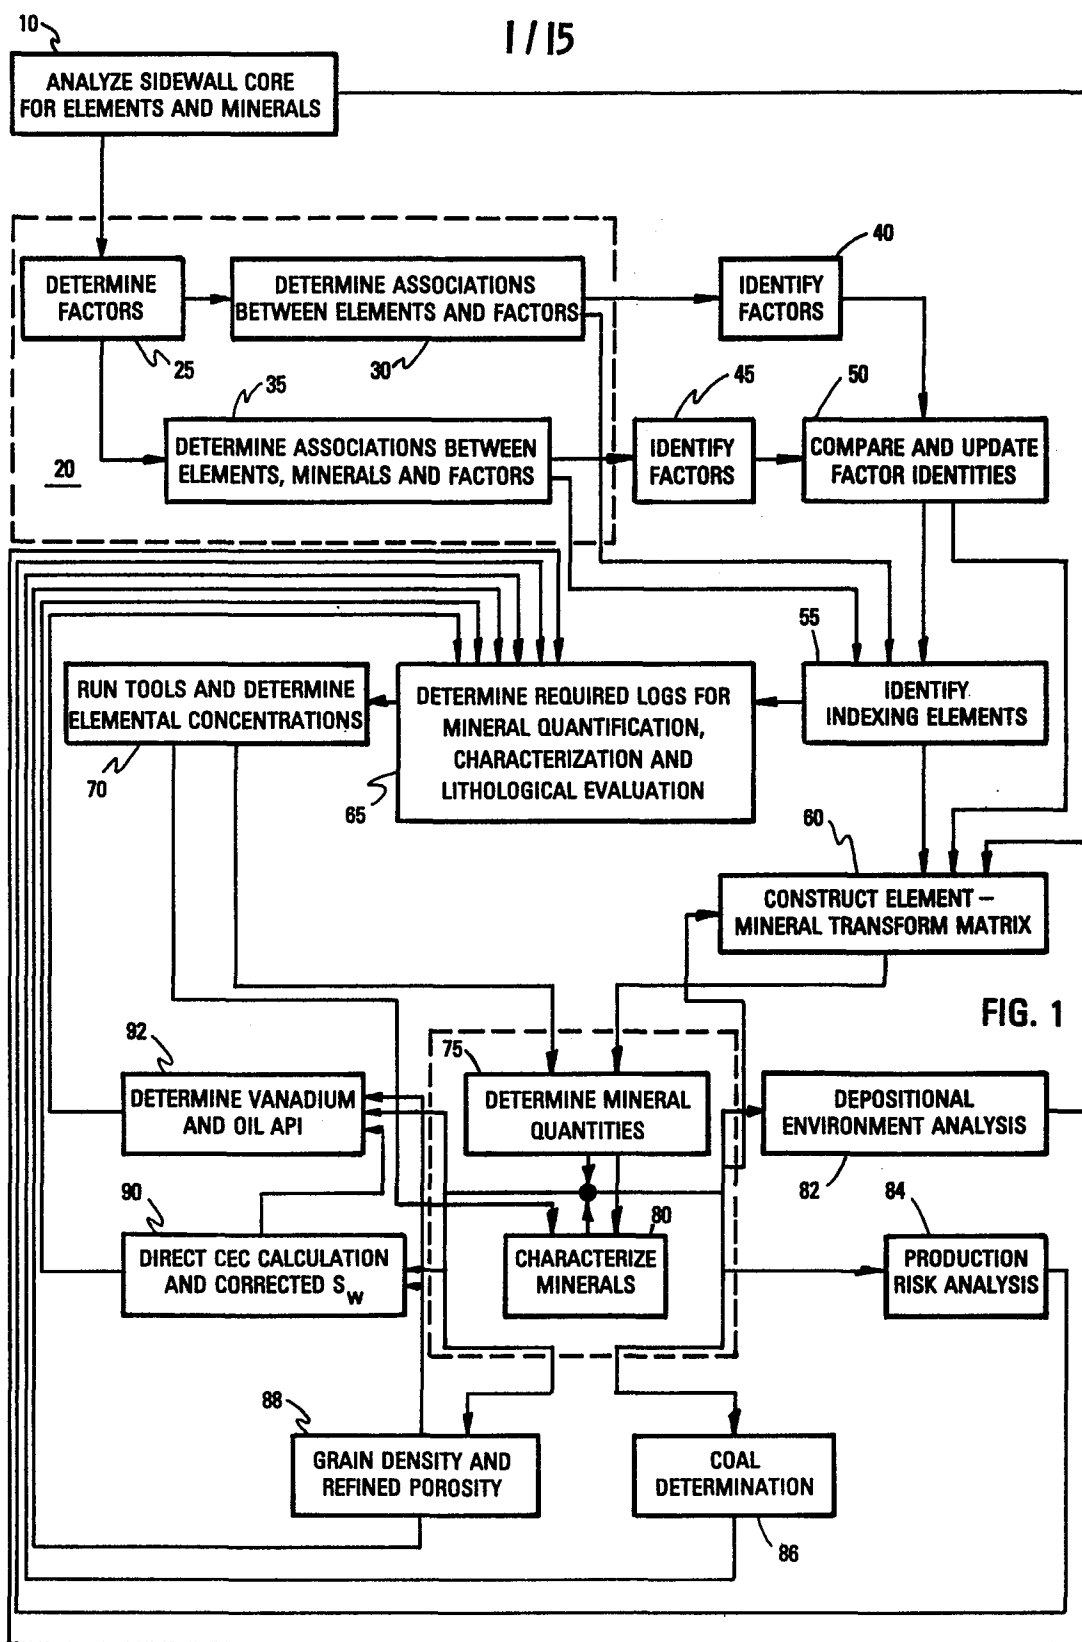 10
1/15
ANALYZE SIDEWALL CORE
FOR ELEMENTS AND MINERALS
40
DETERMINE
FACTORS
DETERMINE ASSOCIATIONS
BETWEEN ELEMENTS AND FACTORS
IDENTIFY
FACTORS
25
30
35
45
50
DETERMINE ASSOCIATIONS BETWEEN
ELEMENTS, MINERALS AND FACTORS
IDENTIFY
FACTORS
COMPARE AND UPDATE
FACTOR IDENTITIES
20
55
RUN TOOLS AND DETERMINE
ELEMENTAL CONCENTRATIONS
DETERMINE REQUIRED LOGS FOR
MINERAL QUANTIFICATION,
CHARACTERIZATION AND
LITHOLOGICAL EVALUATION
IDENTIFY
INDEXING ELEMENTS
70
65
60
CONSTRUCT ELEMENT –
MINERAL TRANSFORM MATRIX
FIG. 1
92
75
DETERMINE VANADIUM
AND OIL API
DETERMINE MINERAL
QUANTITIES
DEPOSITIONAL
ENVIRONMENT ANALYSIS
82
84
90
80
DIRECT CEC CALCULATION
AND CORRECTED Sw
CHARACTERIZE
MINERALS
PRODUCTION
RISK ANALYSIS
88
GRAIN DENSITY AND
REFINED POROSITY
COAL
DETERMINATION
86